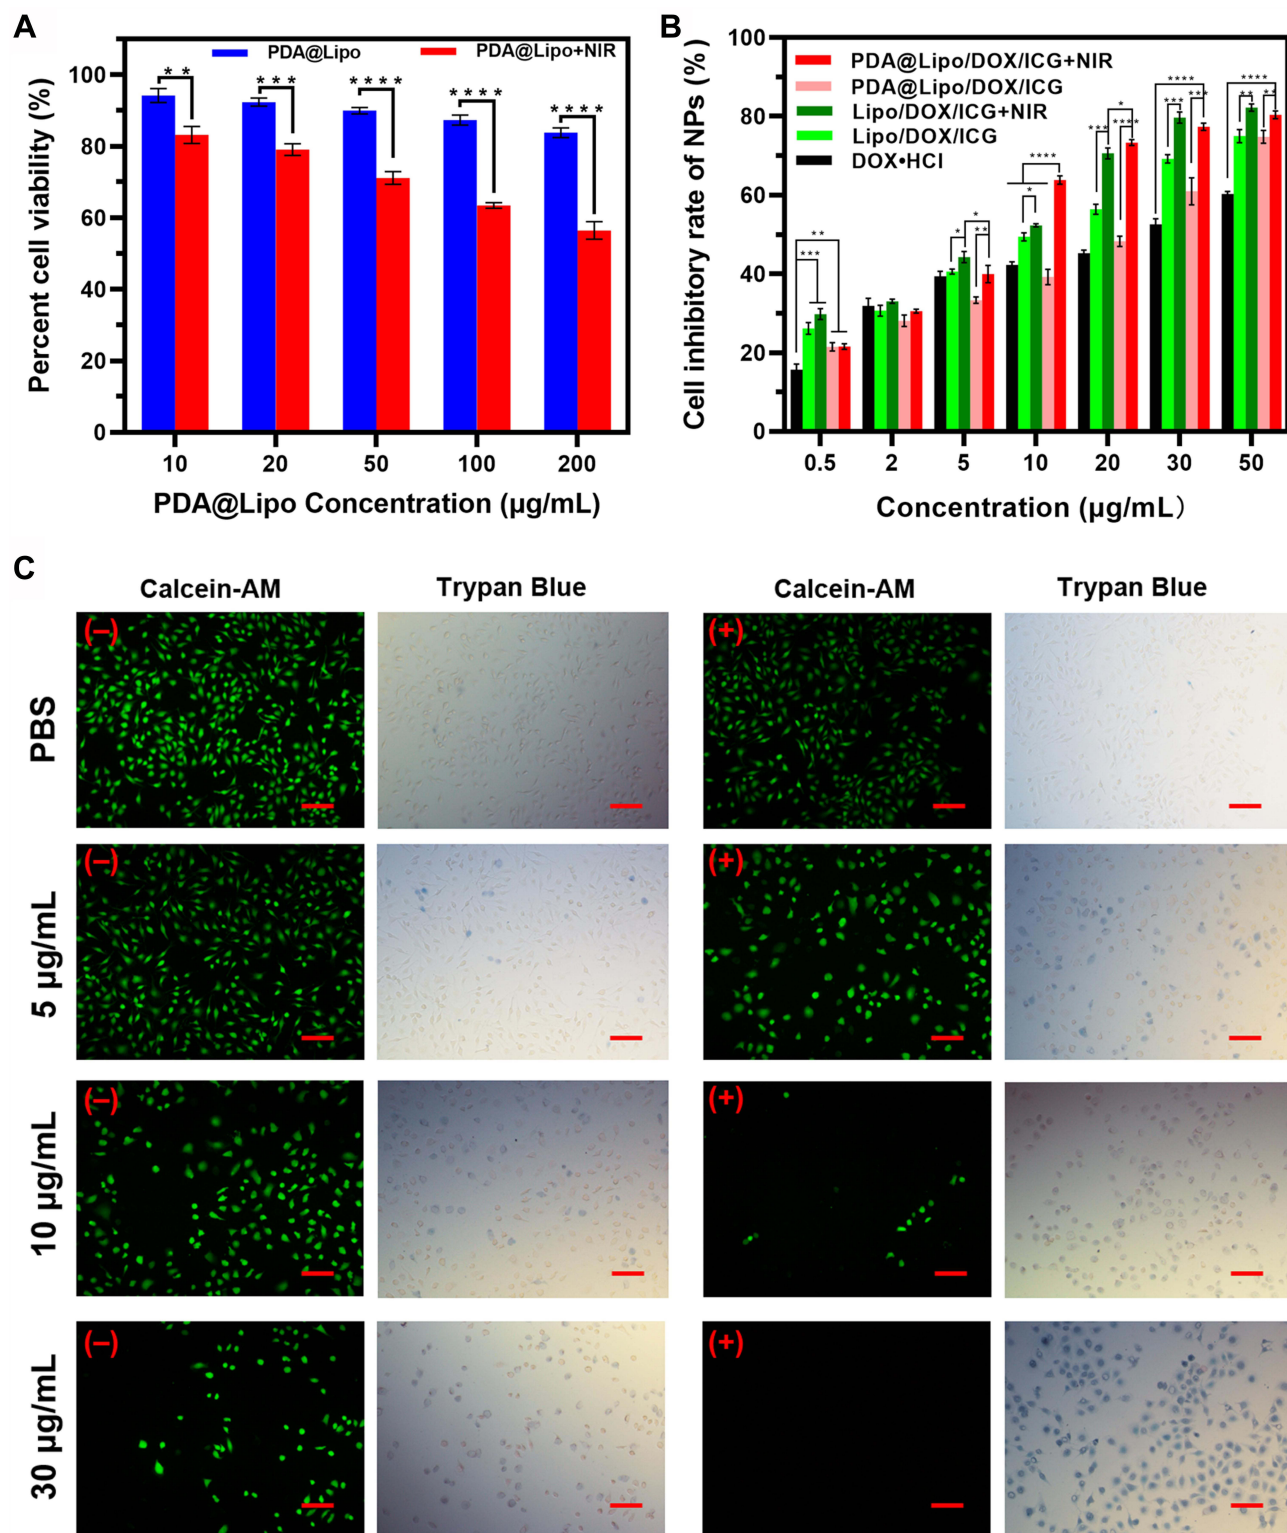 A
PDA@Lipo
PDA@Lipo+NIR
Percent cell viability (%)
100
80
60
40
20
0
** *** **** **** ****
10 20 50 100 200
PDA@Lipo Concentration (μg/mL)
B
PDA@Lipo/DOX/ICG+NIR
PDA@Lipo/DOX/ICG
Lipo/DOX/ICG+NIR
Lipo/DOX/ICG
DOX•HCl
Cell inhibitory rate of NPs (%)
100
80
60
40
20
0
** *** * * ** **** * *** * **** **** *** *** **** ** **
0.5 2 5 10 20 30 50
Concentration (μg/mL)
C
Calcein-AM Trypan Blue Calcein-AM Trypan Blue
PBS
(−) (+)
5 μg/mL
(−) (+)
10 μg/mL
(−) (+)
30 μg/mL
(−) (+)